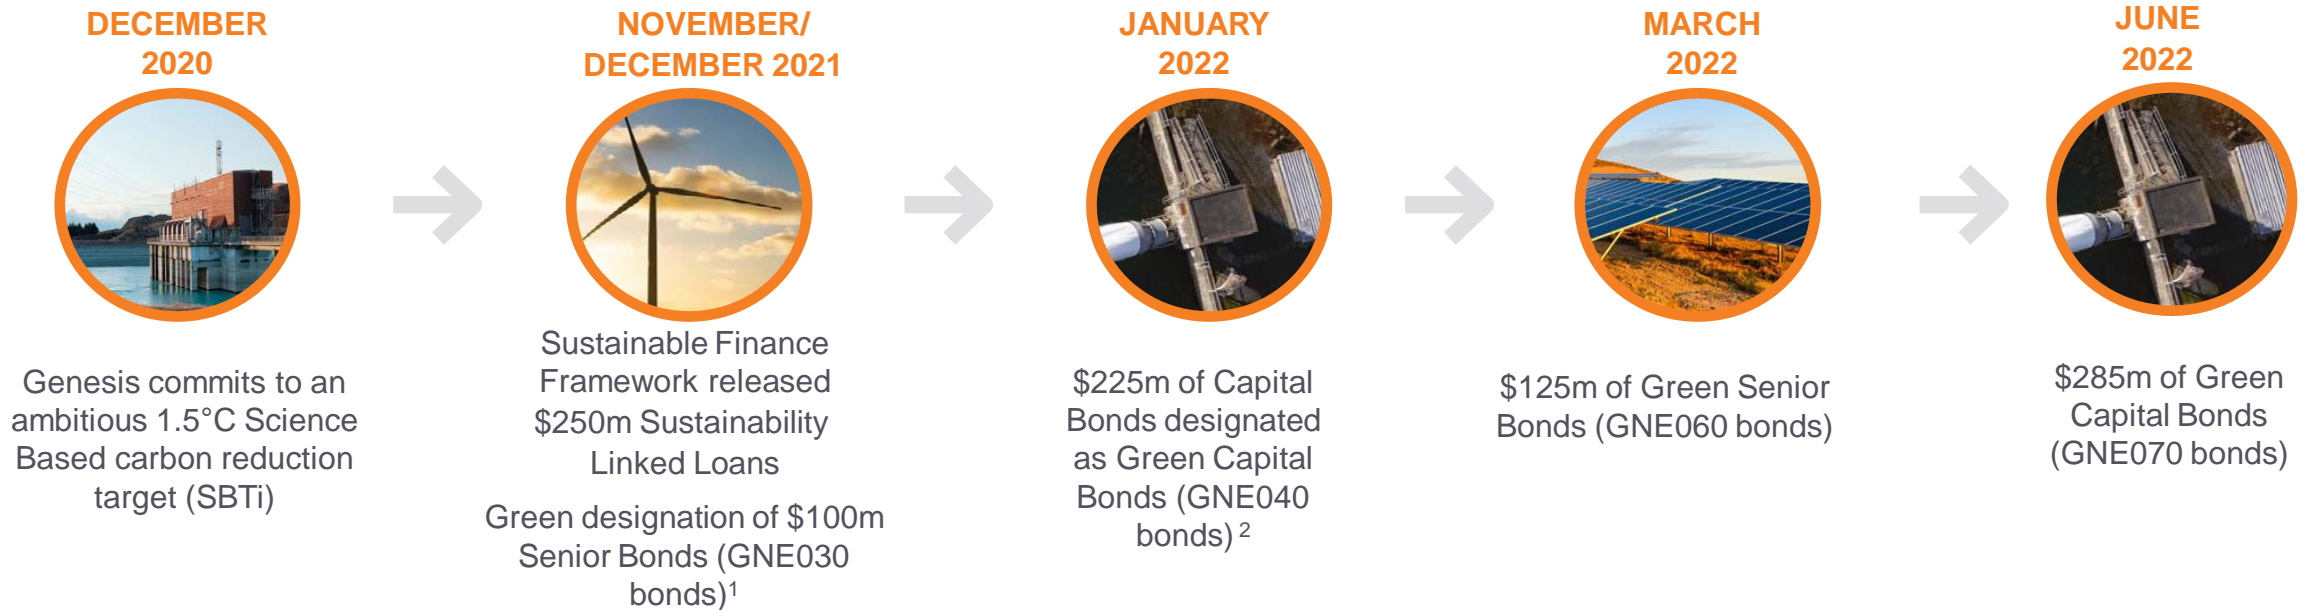 DECEMBER
2020
Genesis commits to an
ambitious 1.5°C Science
Based carbon reduction
target (SBTi)
NOVEMBER/
DECEMBER 2021
Sustainable Finance
Framework released
$250m Sustainability
Linked Loans
Green designation of $100m
Senior Bonds (GNE030
bonds)1
JANUARY
2022
$225m of Capital
Bonds designated
as Green Capital
Bonds (GNE040
bonds) 2
MARCH
2022
$125m of Green Senior
Bonds (GNE060 bonds)
JUNE
2022
$285m of Green
Capital Bonds
(GNE070 bonds)